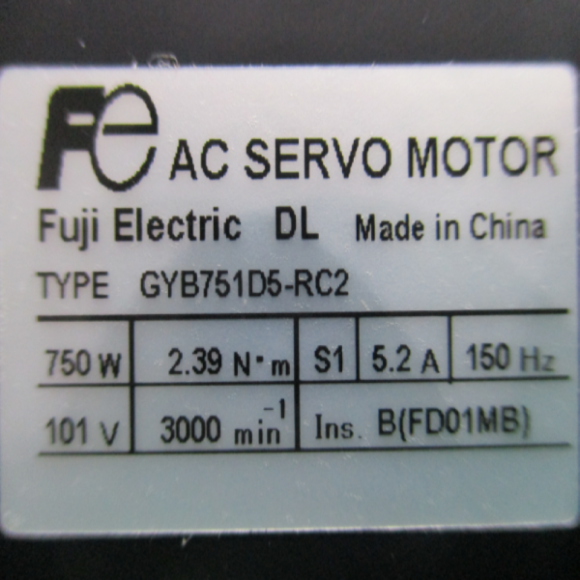 Fe AC SERVO MOTOR
Fuji Electric DL Made in China
TYPE GYB751D5-RC2
750 W 2.39 N・m S1 5.2 A 150 Hz
101 V 3000 min⁻¹ Ins. B(FD01MB)